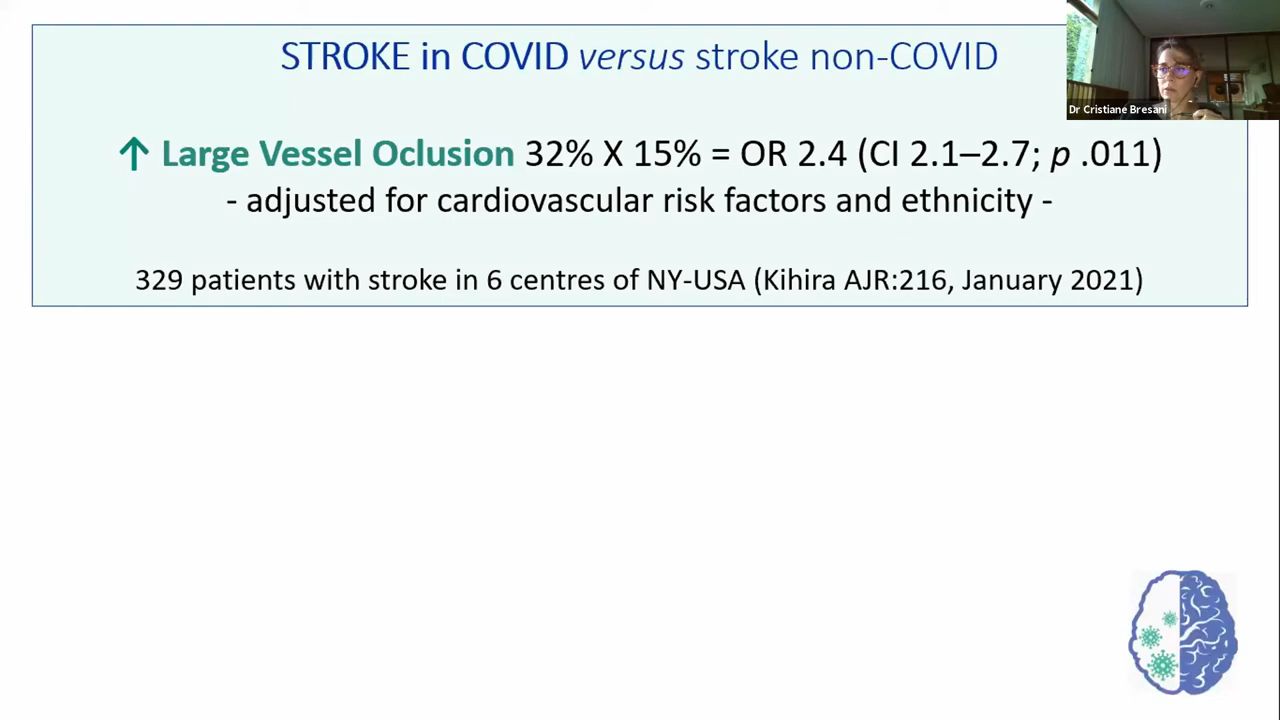 STROKE in COVID versus stroke non-COVID
Dr Cristiane Bresani
↑ Large Vessel Oclusion 32% X 15% = OR 2.4 (CI 2.1–2.7; p .011)
- adjusted for cardiovascular risk factors and ethnicity -
329 patients with stroke in 6 centres of NY-USA (Kihira AJR:216, January 2021)